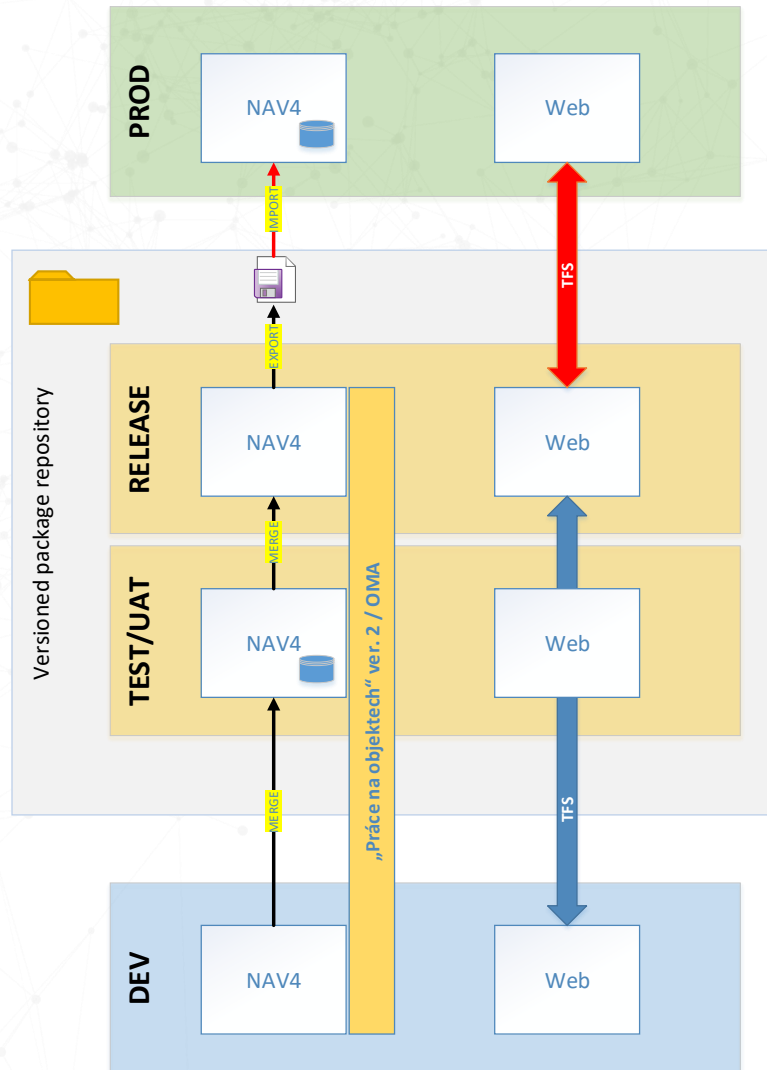 PROD
NAV4
Web
IMPORT
TFS
Versioned package repository
EXPORT
RELEASE
NAV4
Web
MERGE
TEST/UAT
NAV4
Web
„Práce na objektech“ ver. 2 / OMA
MERGE
TFS
DEV
NAV4
Web